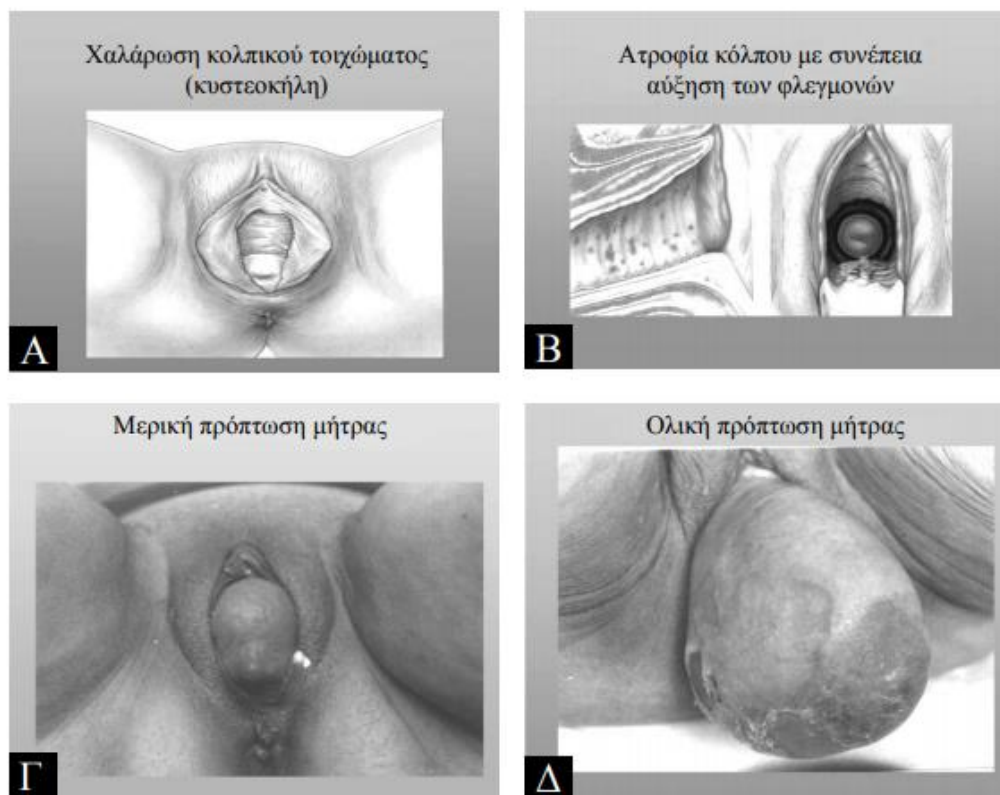 Χαλάρωση κολπικού τοιχώματος
(κυστεοκήλη)
Α
Ατροφία κόλπου με συνέπεια
αύξηση των φλεγμονών
Β
Μερική πρόπτωση μήτρας
Γ
Ολική πρόπτωση μήτρας
Δ